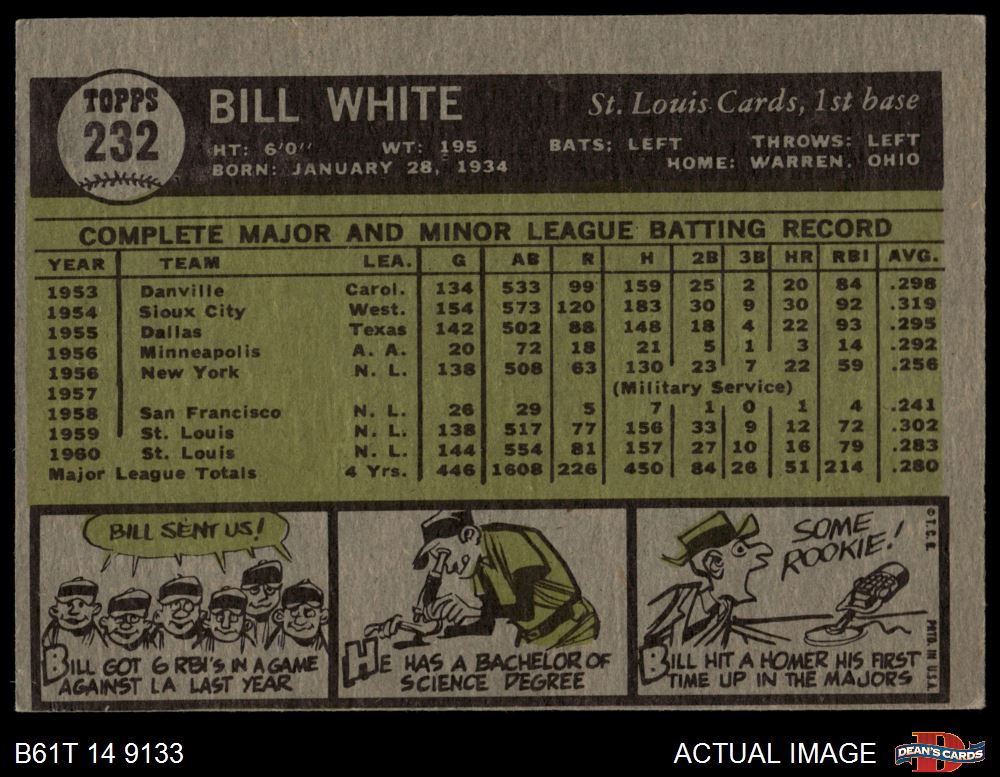 TOPPS
232
BILL WHITE
St. Louis Cards, 1st base
HT: 6'0" WT: 195 BATS: LEFT THROWS: LEFT
BORN: JANUARY 28, 1934 HOME: WARREN, OHIO
COMPLETE MAJOR AND MINOR LEAGUE BATTING RECORD
YEAR TEAM LEA. G AB R H 2B 3B HR RBI AVG.
1953 Danville Carol. 134 533 99 159 25 2 20 84 .298
1954 Sioux City West. 154 573 120 183 30 9 30 92 .319
1955 Dallas Texas 142 502 88 148 18 4 22 93 .295
1956 Minneapolis A. A. 20 72 18 21 5 1 3 14 .292
1956 New York N. L. 138 508 63 130 23 7 22 59 .256
1957 (Military Service)
1958 San Francisco N. L. 26 29 5 7 1 0 1 4 .241
1959 St. Louis N. L. 138 517 77 156 33 9 12 72 .302
1960 St. Louis N. L. 144 554 81 157 27 10 16 79 .283
Major League Totals 4 Yrs. 446 1608 226 450 84 26 51 214 .280
BILL SENT US!
BILL GOT 6 RBI'S IN A GAME
AGAINST LA LAST YEAR
HE HAS A BACHELOR OF
SCIENCE DEGREE
SOME
ROOKIE!
BILL HIT A HOMER HIS FIRST
TIME UP IN THE MAJORS
© T.C.G. PRTD. IN U.S.A.
B61T 14 9133
ACTUAL IMAGE
D
DEAN'S CARDS